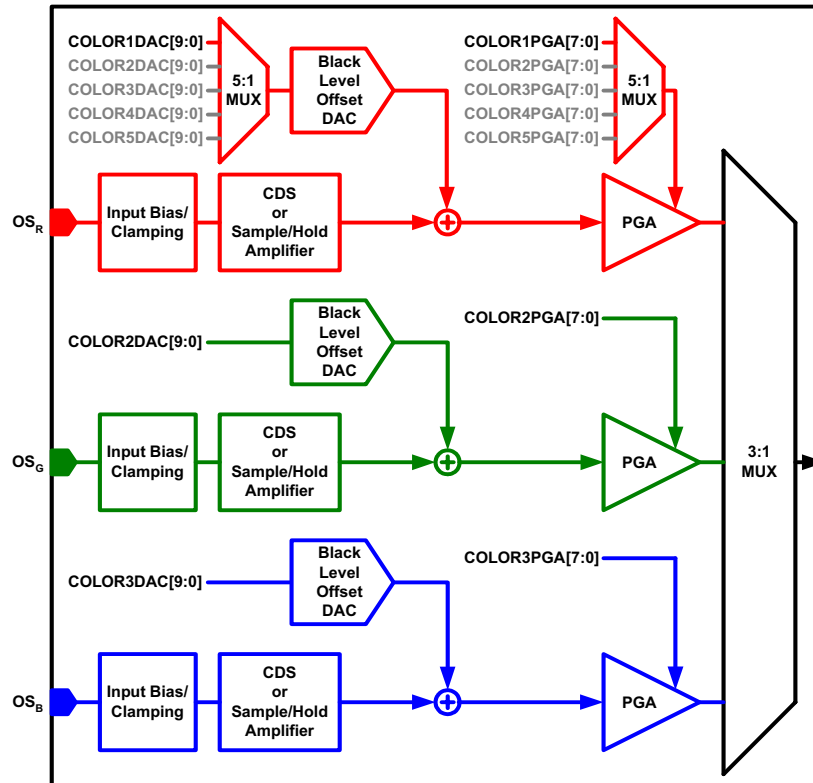 COLOR1DAC[9:0]
COLOR2DAC[9:0]
COLOR3DAC[9:0]
COLOR4DAC[9:0]
COLOR5DAC[9:0]
5:1
MUX
Black
Level
Offset
DAC
COLOR1PGA[7:0]
COLOR2PGA[7:0]
COLOR3PGA[7:0]
COLOR4PGA[7:0]
COLOR5PGA[7:0]
5:1
MUX
OSR
Input Bias/
Clamping
CDS
or
Sample/Hold
Amplifier
PGA
COLOR2DAC[9:0]
Black
Level
Offset
DAC
COLOR2PGA[7:0]
OSG
Input Bias/
Clamping
CDS
or
Sample/Hold
Amplifier
PGA
3:1
MUX
COLOR3DAC[9:0]
Black
Level
Offset
DAC
COLOR3PGA[7:0]
OSB
Input Bias/
Clamping
CDS
or
Sample/Hold
Amplifier
PGA